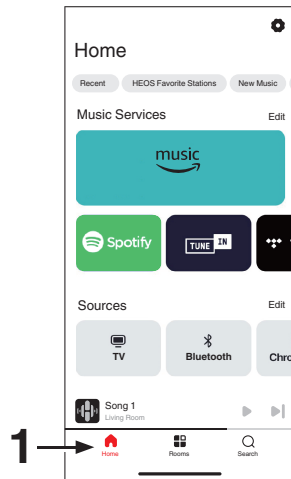 Home
Recent HEOS Favorite Stations New Music
Music Services Edit
music
Spotify TUNE IN
Sources Edit
TV Bluetooth Chro
Song 1
Living Room
1
Home Rooms Search